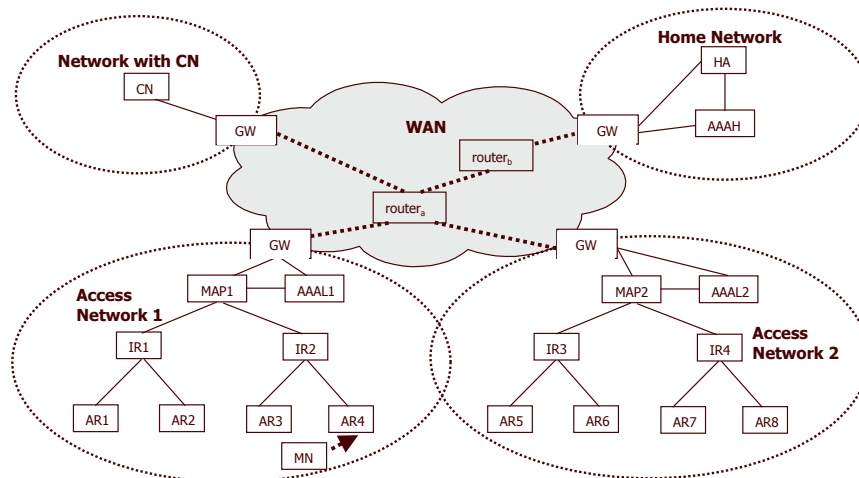 Network with CN
CN
GW
WAN
Home Network
HA
GW
AAAH
router_b
router_a
GW
GW
Access
Network 1
MAP1
AAAL1
IR1
IR2
AR1
AR2
AR3
AR4
MN
MAP2
AAAL2
Access
Network 2
IR3
IR4
AR5
AR6
AR7
AR8